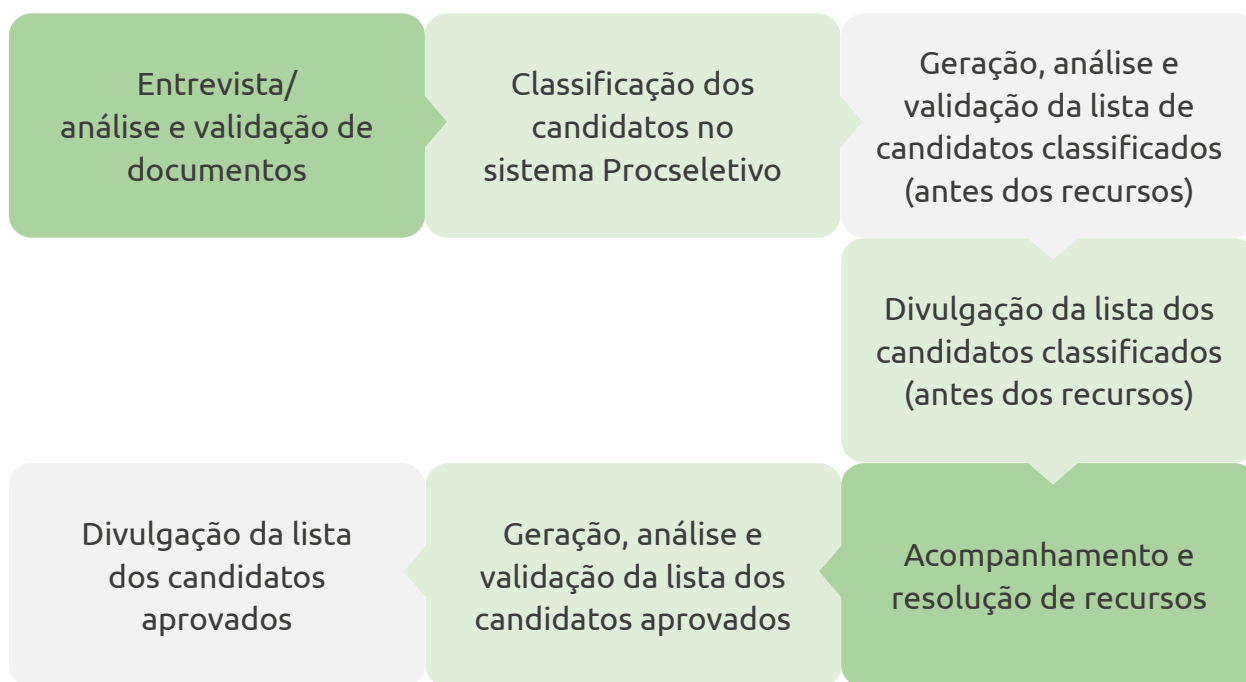 Entrevista/
análise e validação de
documentos
Classificação dos
candidatos no
sistema Procseletivo
Geração, análise e
validação da lista de
candidatos classificados
(antes dos recursos)
Divulgação da lista dos
candidatos classificados
(antes dos recursos)
Acompanhamento e
resolução de recursos
Geração, análise e
validação da lista dos
candidatos aprovados
Divulgação da lista
dos candidatos
aprovados